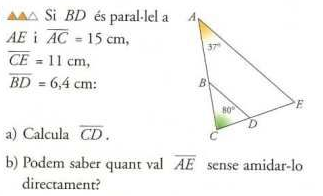 Si BD és paral·lel a
AE i AC = 15 cm,
CE = 11 cm,
BD = 6,4 cm:
a) Calcula CD.
b) Podem saber quant val AE sense amidar-lo
directament?
A
37°
B
80°
E
D
C